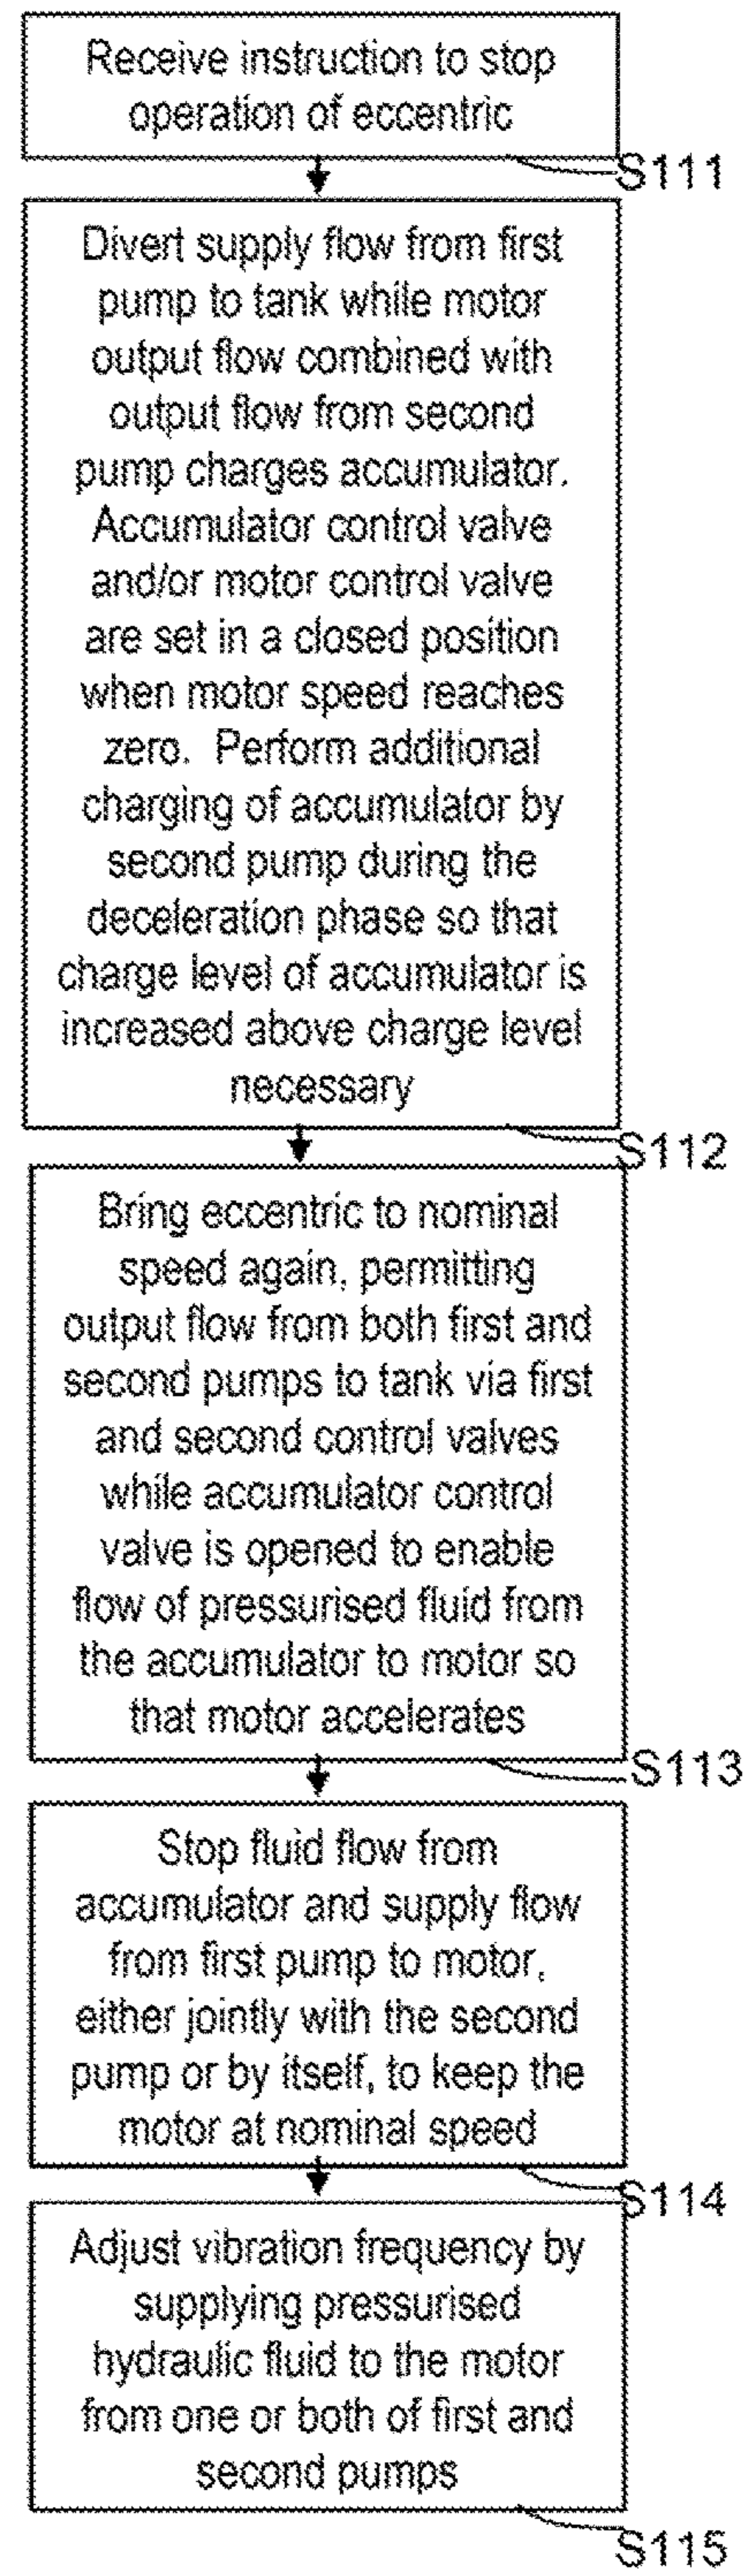 Receive instruction to stop
operation of eccentric
S111
Divert supply flow from first
pump to tank while motor
output flow combined with
output flow from second
pump charges accumulator.
Accumulator control valve
and/or motor control valve
are set in a closed position
when motor speed reaches
zero. Perform additional
charging of accumulator by
second pump during the
deceleration phase so that
charge level of accumulator is
increased above charge level
necessary
S112
Bring eccentric to nominal
speed again, permitting
output flow from both first and
second pumps to tank via first
and second control valves
while accumulator control
valve is opened to enable
flow of pressurised fluid from
the accumulator to motor so
that motor accelerates
S113
Stop fluid flow from
accumulator and supply flow
from first pump to motor,
either jointly with the second
pump or by itself, to keep the
motor at nominal speed
S114
Adjust vibration frequency by
supplying pressurised
hydraulic fluid to the motor
from one or both of first and
second pumps
S115